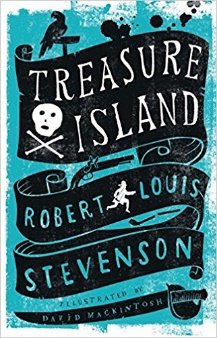 TREASURE
ISLAND
ROBERT LOUIS
STEVENSON
ILLUSTRATED BY
DAVID MACKINTOSH